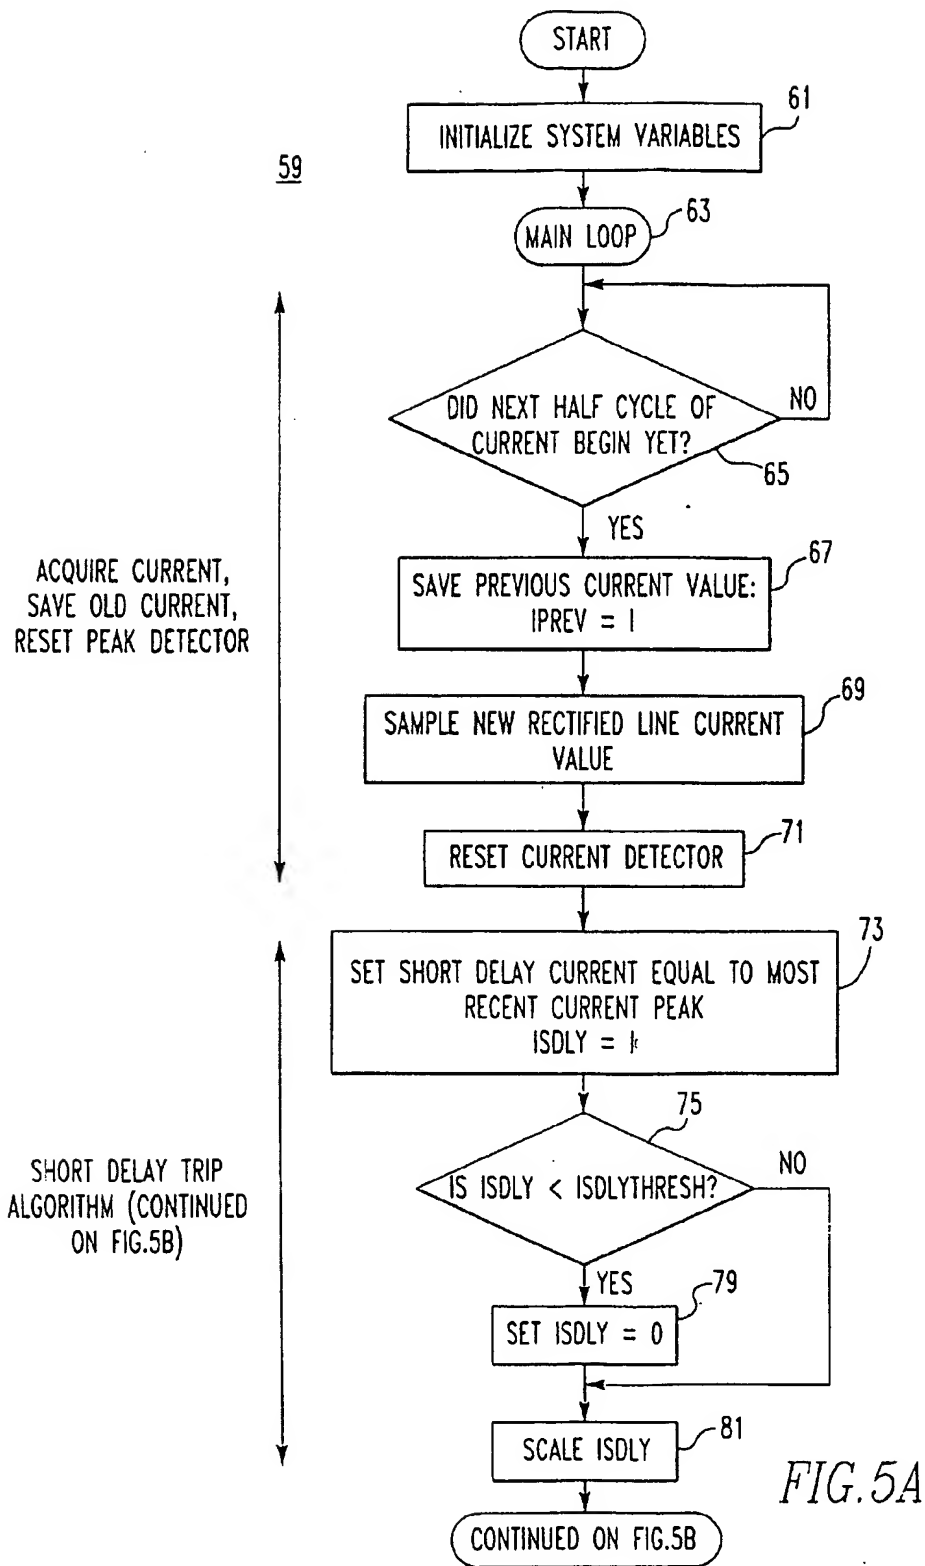 START
61
INITIALIZE SYSTEM VARIABLES
59
63
MAIN LOOP
NO
DID NEXT HALF CYCLE OF
CURRENT BEGIN YET?
65
YES
67
SAVE PREVIOUS CURRENT VALUE:
IPREV = I
ACQUIRE CURRENT,
SAVE OLD CURRENT,
RESET PEAK DETECTOR
69
SAMPLE NEW RECTIFIED LINE CURRENT
VALUE
71
RESET CURRENT DETECTOR
73
SET SHORT DELAY CURRENT EQUAL TO MOST
RECENT CURRENT PEAK
ISDLY = I
75
NO
IS ISDLY < ISDLYTHRESH?
SHORT DELAY TRIP
ALGORITHM (CONTINUED
ON FIG.5B)
YES
79
SET ISDLY = 0
81
SCALE ISDLY
FIG.5A
CONTINUED ON FIG.5B